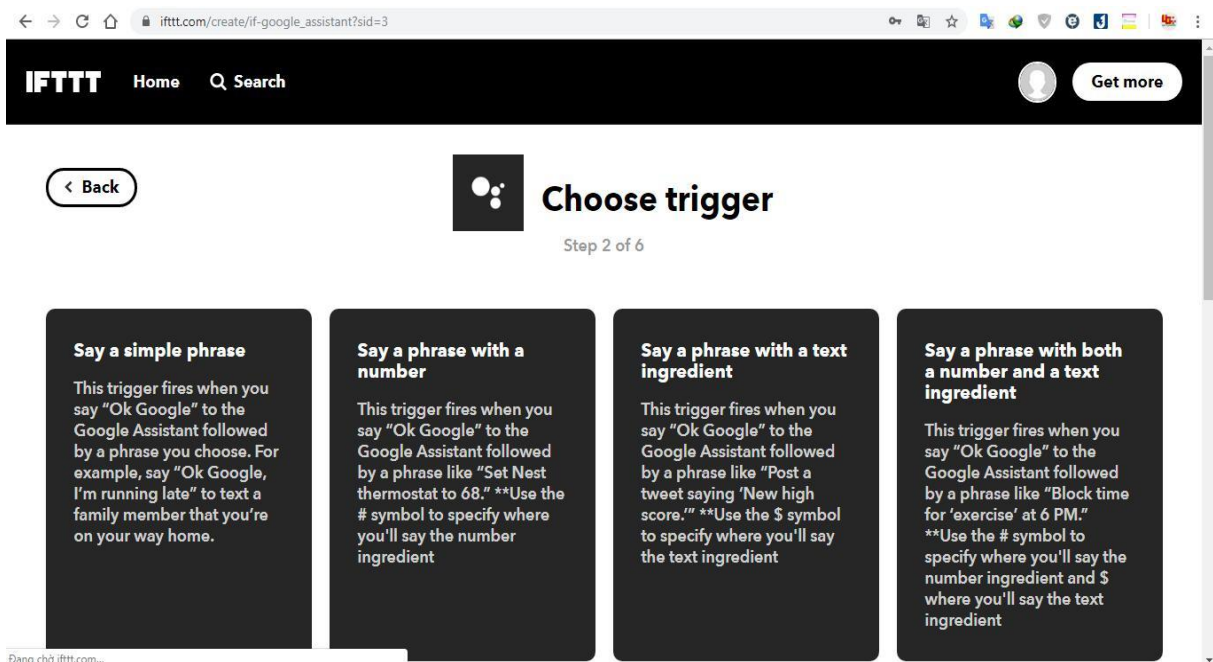 ifttt.com/create/if-google_assistant?sid=3
IFTTT Home Search Get more
Back
Choose trigger
Step 2 of 6
Say a simple phrase
This trigger fires when you
say “Ok Google” to the
Google Assistant followed
by a phrase you choose. For
example, say “Ok Google,
I’m running late” to text a
family member that you’re
on your way home.
Say a phrase with a
number
This trigger fires when you
say “Ok Google” to the
Google Assistant followed
by a phrase like “Set Nest
thermostat to 68.” **Use the
# symbol to specify where
you'll say the number
ingredient
Say a phrase with a text
ingredient
This trigger fires when you
say “Ok Google” to the
Google Assistant followed
by a phrase like “Post a
tweet saying ‘New high
score.’” **Use the $ symbol
to specify where you'll say
the text ingredient
Say a phrase with both
a number and a text
ingredient
This trigger fires when you
say “Ok Google” to the
Google Assistant followed
by a phrase like “Block time
for ‘exercise’ at 6 PM.”
**Use the # symbol to
specify where you'll say the
number ingredient and $
where you'll say the text
ingredient
Đang chờ ifttt.com...